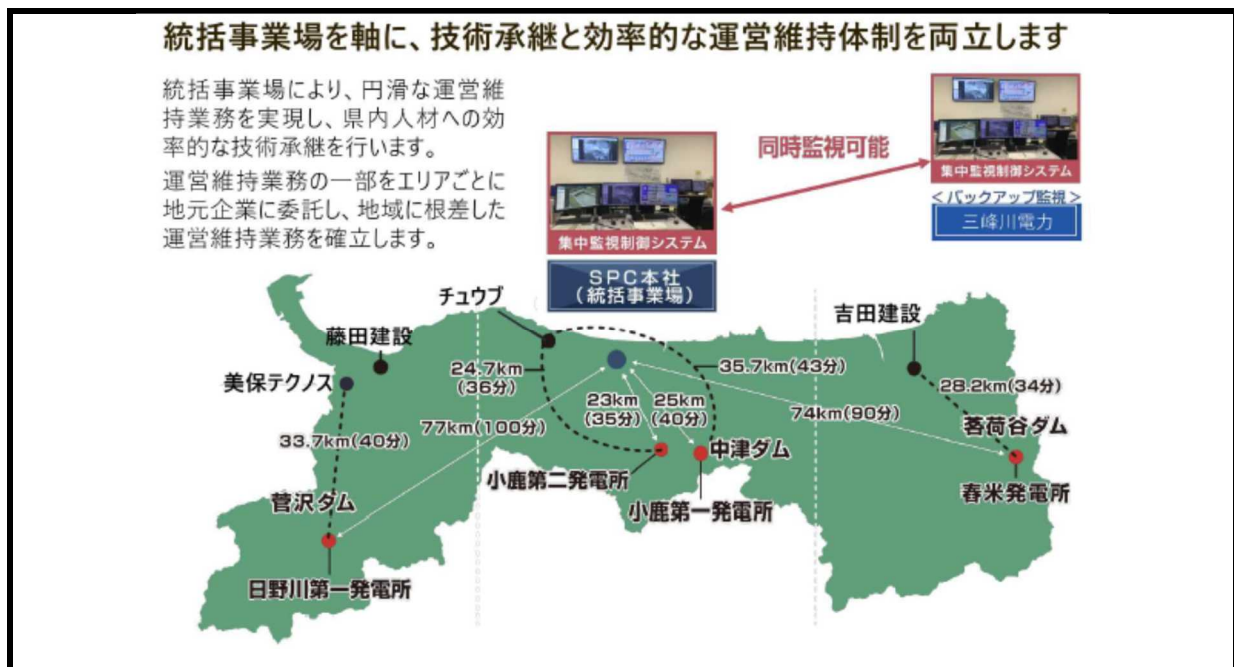 統括事業場を軸に、技術承継と効率的な運営維持体制を両立します
統括事業場により、円滑な運営維
持業務を実現し、県内人材への効
率的な技術承継を行います。
運営維持業務の一部をエリアごとに
地元企業に委託し、地域に根差した
運営維持業務を確立します。
同時監視可能
集中監視制御システム
<バックアップ監視>
三峰川電力
集中監視制御システム
SPC本社
(統括事業場)
チュウブ
藤田建設
美保テクノス
吉田建設
24.7km
(36分)
35.7km(43分)
28.2km(34分)
23km
(35分)
25km
(40分)
74km(90分)
77km(100分)
33.7km(40分)
茗荷谷ダム
中津ダム
小鹿第二発電所
小鹿第一発電所
舂米発電所
菅沢ダム
日野川第一発電所